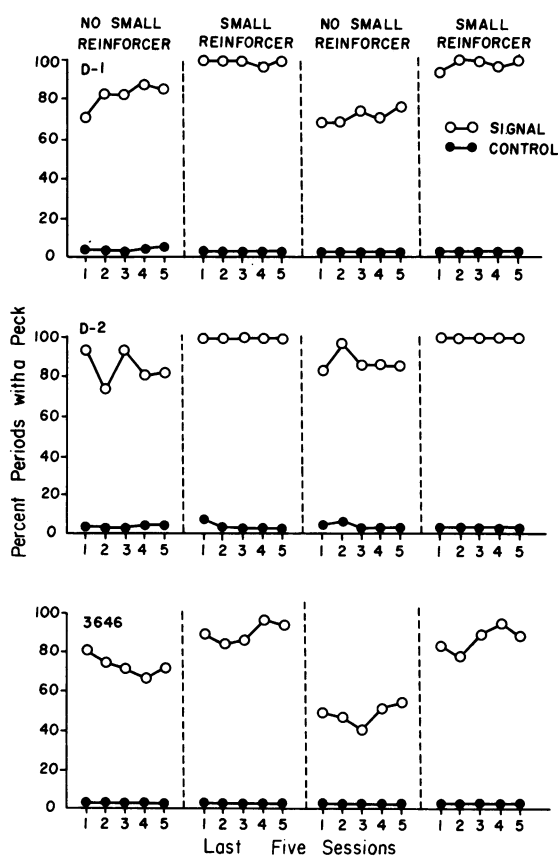 NO SMALL REINFORCER
SMALL REINFORCER
NO SMALL REINFORCER
SMALL REINFORCER
D-1
100
80
60
40
20
0
SIGNAL
CONTROL
1 2 3 4 5
1 2 3 4 5
1 2 3 4 5
1 2 3 4 5
Percent Periods with a Peck
D-2
100
80
60
40
20
0
1 2 3 4 5
1 2 3 4 5
1 2 3 4 5
1 2 3 4 5
3646
100
80
60
40
20
0
1 2 3 4 5
1 2 3 4 5
1 2 3 4 5
1 2 3 4 5
Last Five Sessions